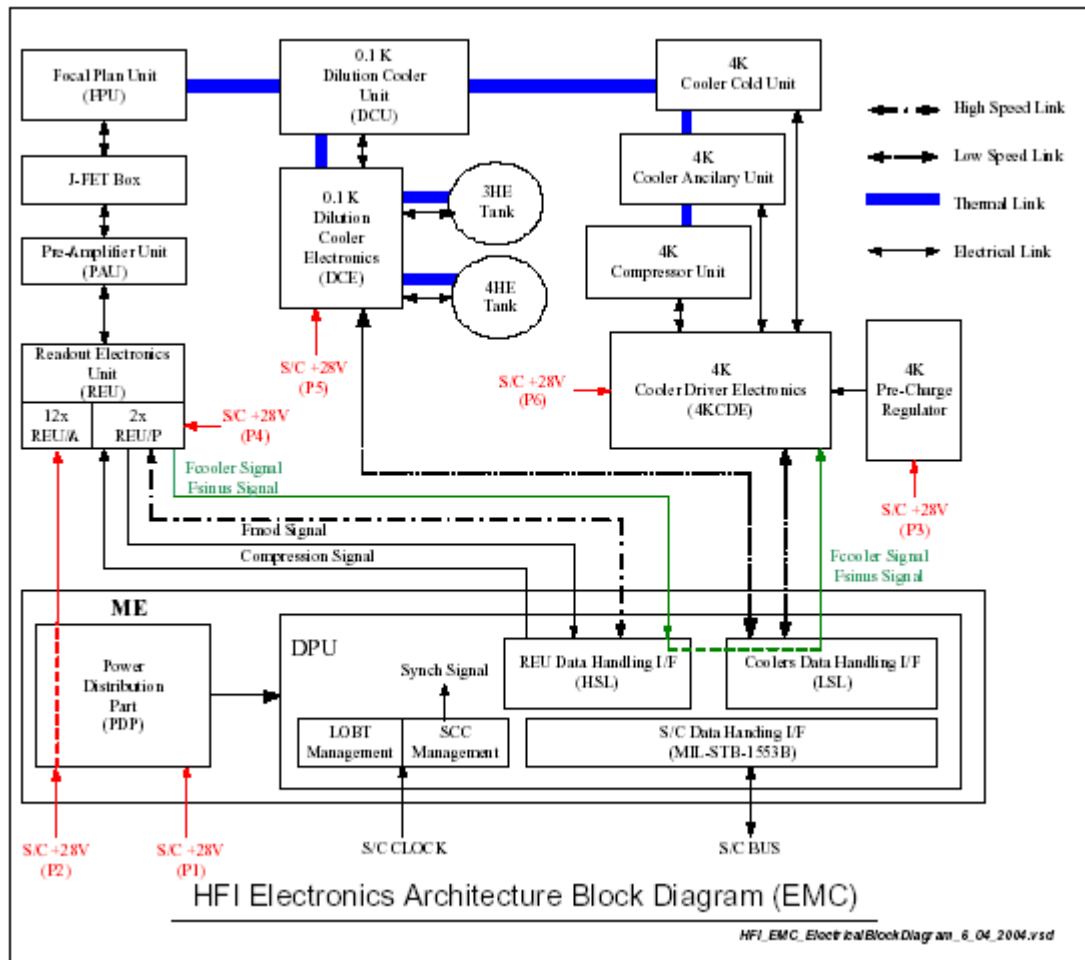 Focal Plan Unit
(FPU)
0.1 K
Dilution Cooler
Unit
(DCU)
4K
Cooler Cold Unit
High Speed Link
Low Speed Link
Thermal Link
Electrical Link
J-FET Box
4K
Cooler Ancilary Unit
0.1 K
Dilution
Cooler
Electronics
(DCE)
3HE
Tank
4HE
Tank
Pre-Amplifier Unit
(PAU)
4K
Compressor Unit
Readout Electronics
Unit
(REU)
12x
REU/A
2x
REU/P
S/C +28V
(P4)
S/C +28V
(P5)
S/C +28V
(P6)
4K
Cooler Driver Electronics
(4KCDE)
4K
Pre-Charge
Regulator
S/C +28V
(P3)
Fcooler Signal
Fsinus Signal
Fmod Signal
Compression Signal
Fcooler Signal
Fsinus Signal
ME
Power
Distribution
Part
(PDP)
DPU
Synch Signal
REU Data Handling I/F
(HSL)
Coolers Data Handling I/F
(LSL)
LOBT
Management
SCC
Management
S/C Data Handing I/F
(MIL-STB-1553B)
S/C +28V
(P2)
S/C +28V
(P1)
S/C CLOCK
S/C BUS
HFI Electronics Architecture Block Diagram (EMC)
HFI_EMC_ElectricalBlockDiagram_6_04_2004.vsd